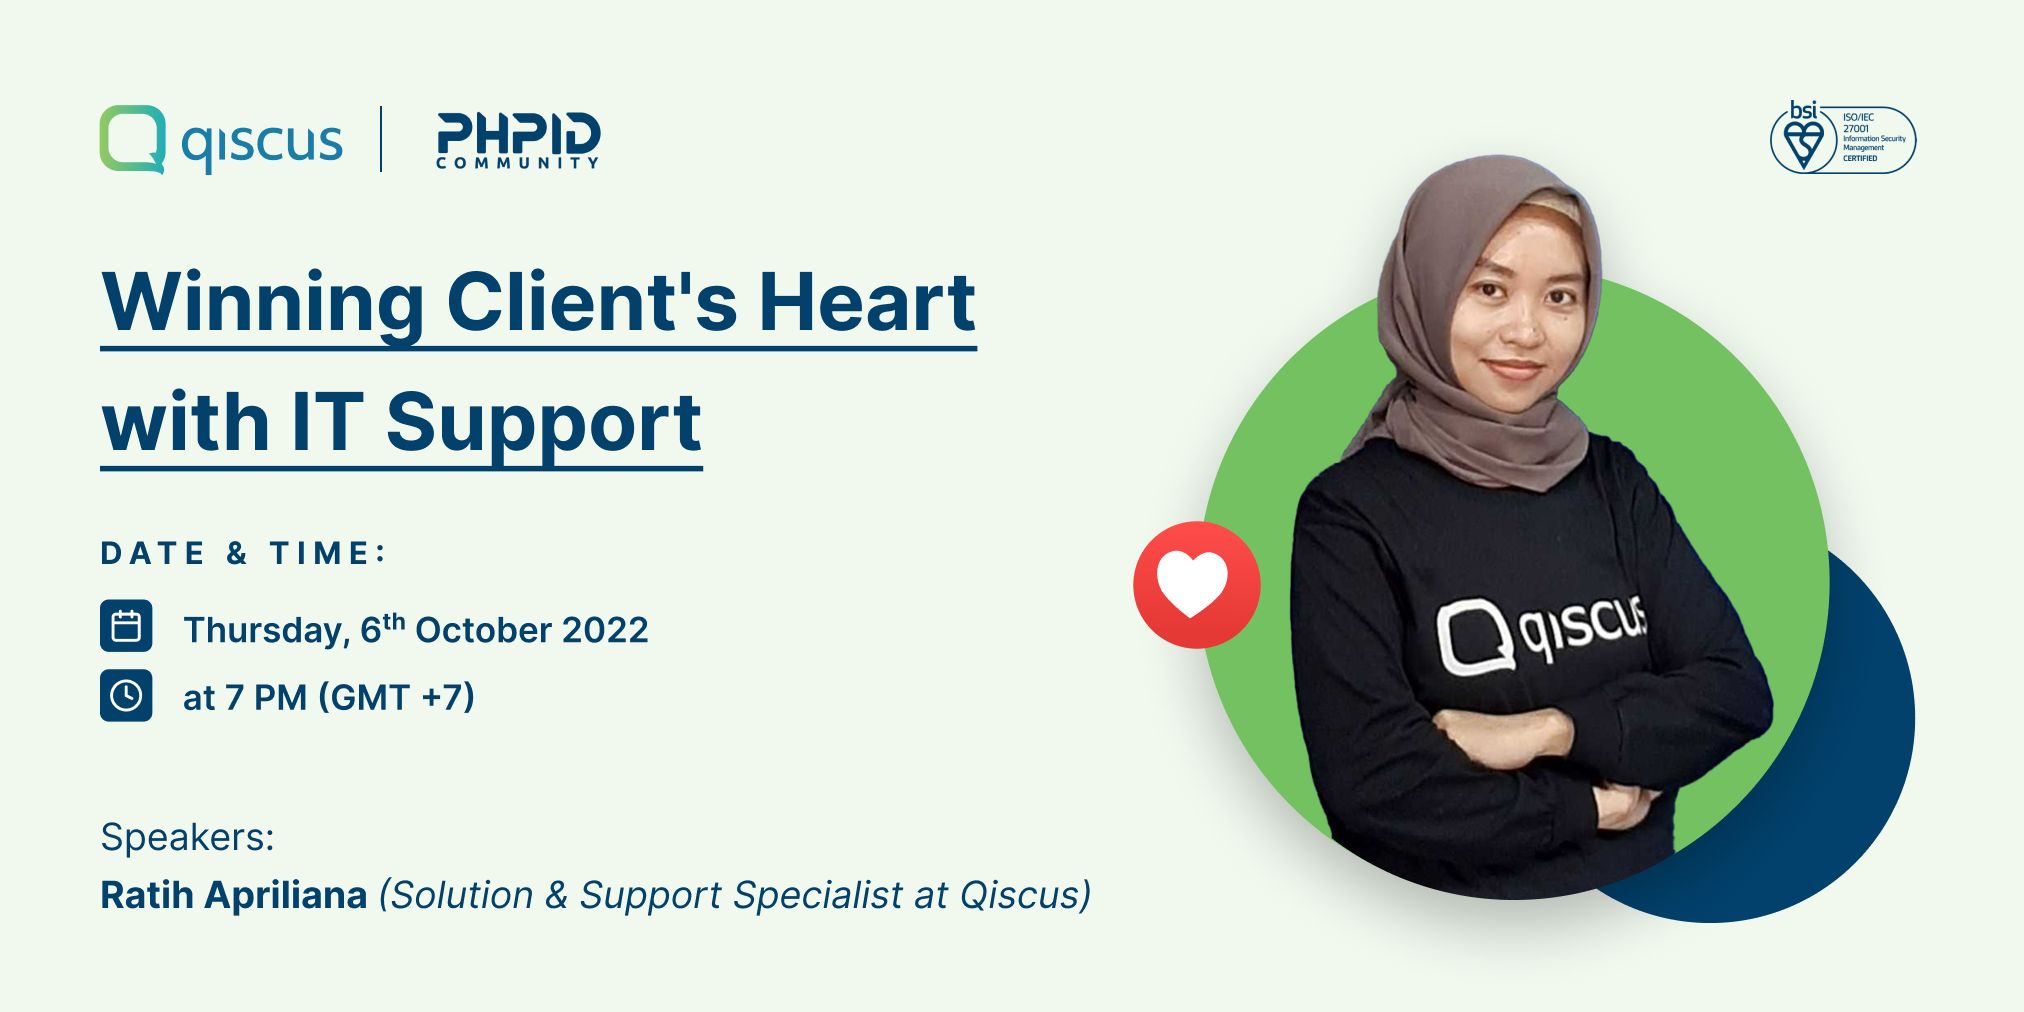 qiscus
PHPID
COMMUNITY
bsi
ISO/IEC
27001
Information Security
Management
CERTIFIED
Winning Client's Heart
with IT Support
DATE & TIME:
Thursday, 6th October 2022
at 7 PM (GMT +7)
Speakers:
Ratih Apriliana (Solution & Support Specialist at Qiscus)
qiscus